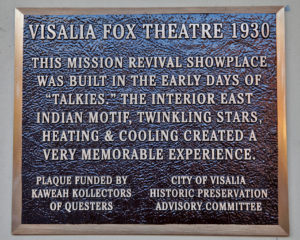 VISALIA FOX THEATRE 1930
THIS MISSION REVIVAL SHOWPLACE
WAS BUILT IN THE EARLY DAYS OF
"TALKIES." THE INTERIOR EAST
INDIAN MOTIF, TWINKLING STARS,
HEATING & COOLING CREATED A
VERY MEMORABLE EXPERIENCE.
PLAQUE FUNDED BY
KAWEAH KOLLECTORS
OF QUESTERS
CITY OF VISALIA
HISTORIC PRESERVATION
ADVISORY COMMITTEE